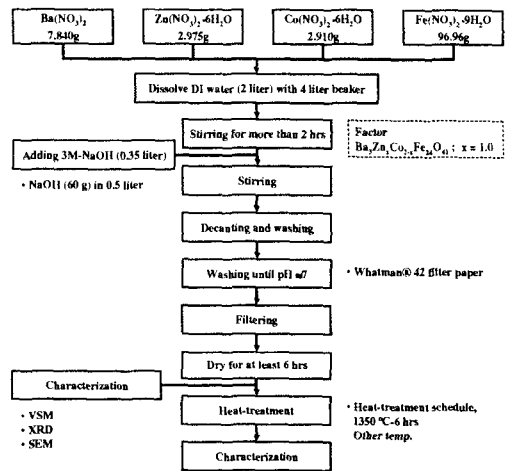 Ba(NO₃)₂
7.840g
Zn(NO₃)₂·6H₂O
2.975g
Co(NO₃)₂·6H₂O
2.910g
Fe(NO₃)₂·9H₂O
96.96g
Dissolve DI water (2 liter) with 4 liter beaker
Stirring for more than 2 hrs
Factor
Ba₃ZnₓCo₂₋ₓFe₂₄O₄₁ ; x = 1.0
Adding 3M-NaOH (0.35 liter)
• NaOH (60 g) in 0.5 liter
Stirring
Decanting and washing
Washing until pH ≈7
• Whatman® 42 filter paper
Filtering
Dry for at least 6 hrs
Characterization
• VSM
• XRD
• SEM
Heat-treatment
• Heat-treatment schedule,
1350 °C-6 hrs
Other temp.
Characterization